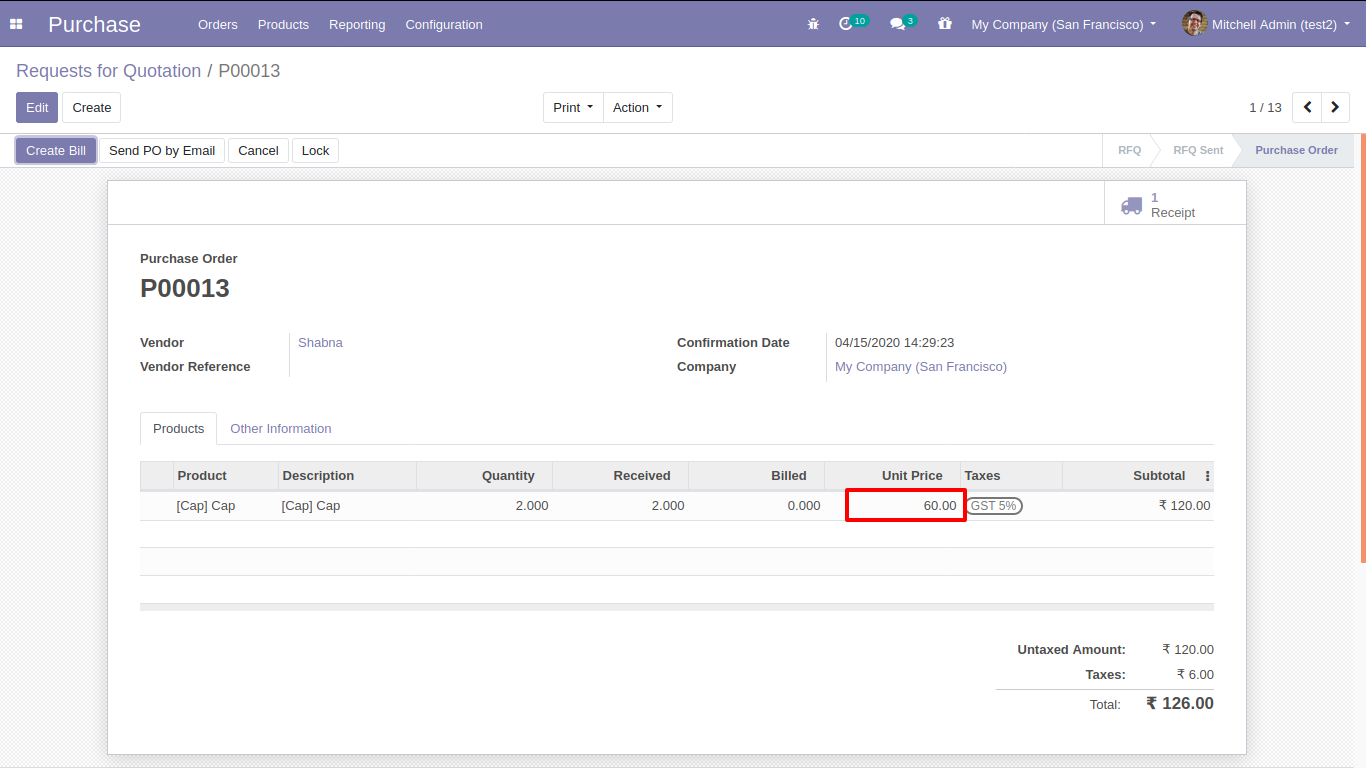 Purchase Orders Products Reporting Configuration 10 3 My Company (San Francisco) Mitchell Admin (test2)
Requests for Quotation / P00013
Edit Create Print Action 1 / 13
Create Bill Send PO by Email Cancel Lock RFQ RFQ Sent Purchase Order
1
Receipt
Purchase Order
P00013
Vendor Shabna Confirmation Date 04/15/2020 14:29:23
Vendor Reference Company My Company (San Francisco)
Products Other Information
Product Description Quantity Received Billed Unit Price Taxes Subtotal
[Cap] Cap [Cap] Cap 2.000 2.000 0.000 60.00 GST 5% ₹ 120.00
Untaxed Amount: ₹ 120.00
Taxes: ₹ 6.00
Total: ₹ 126.00